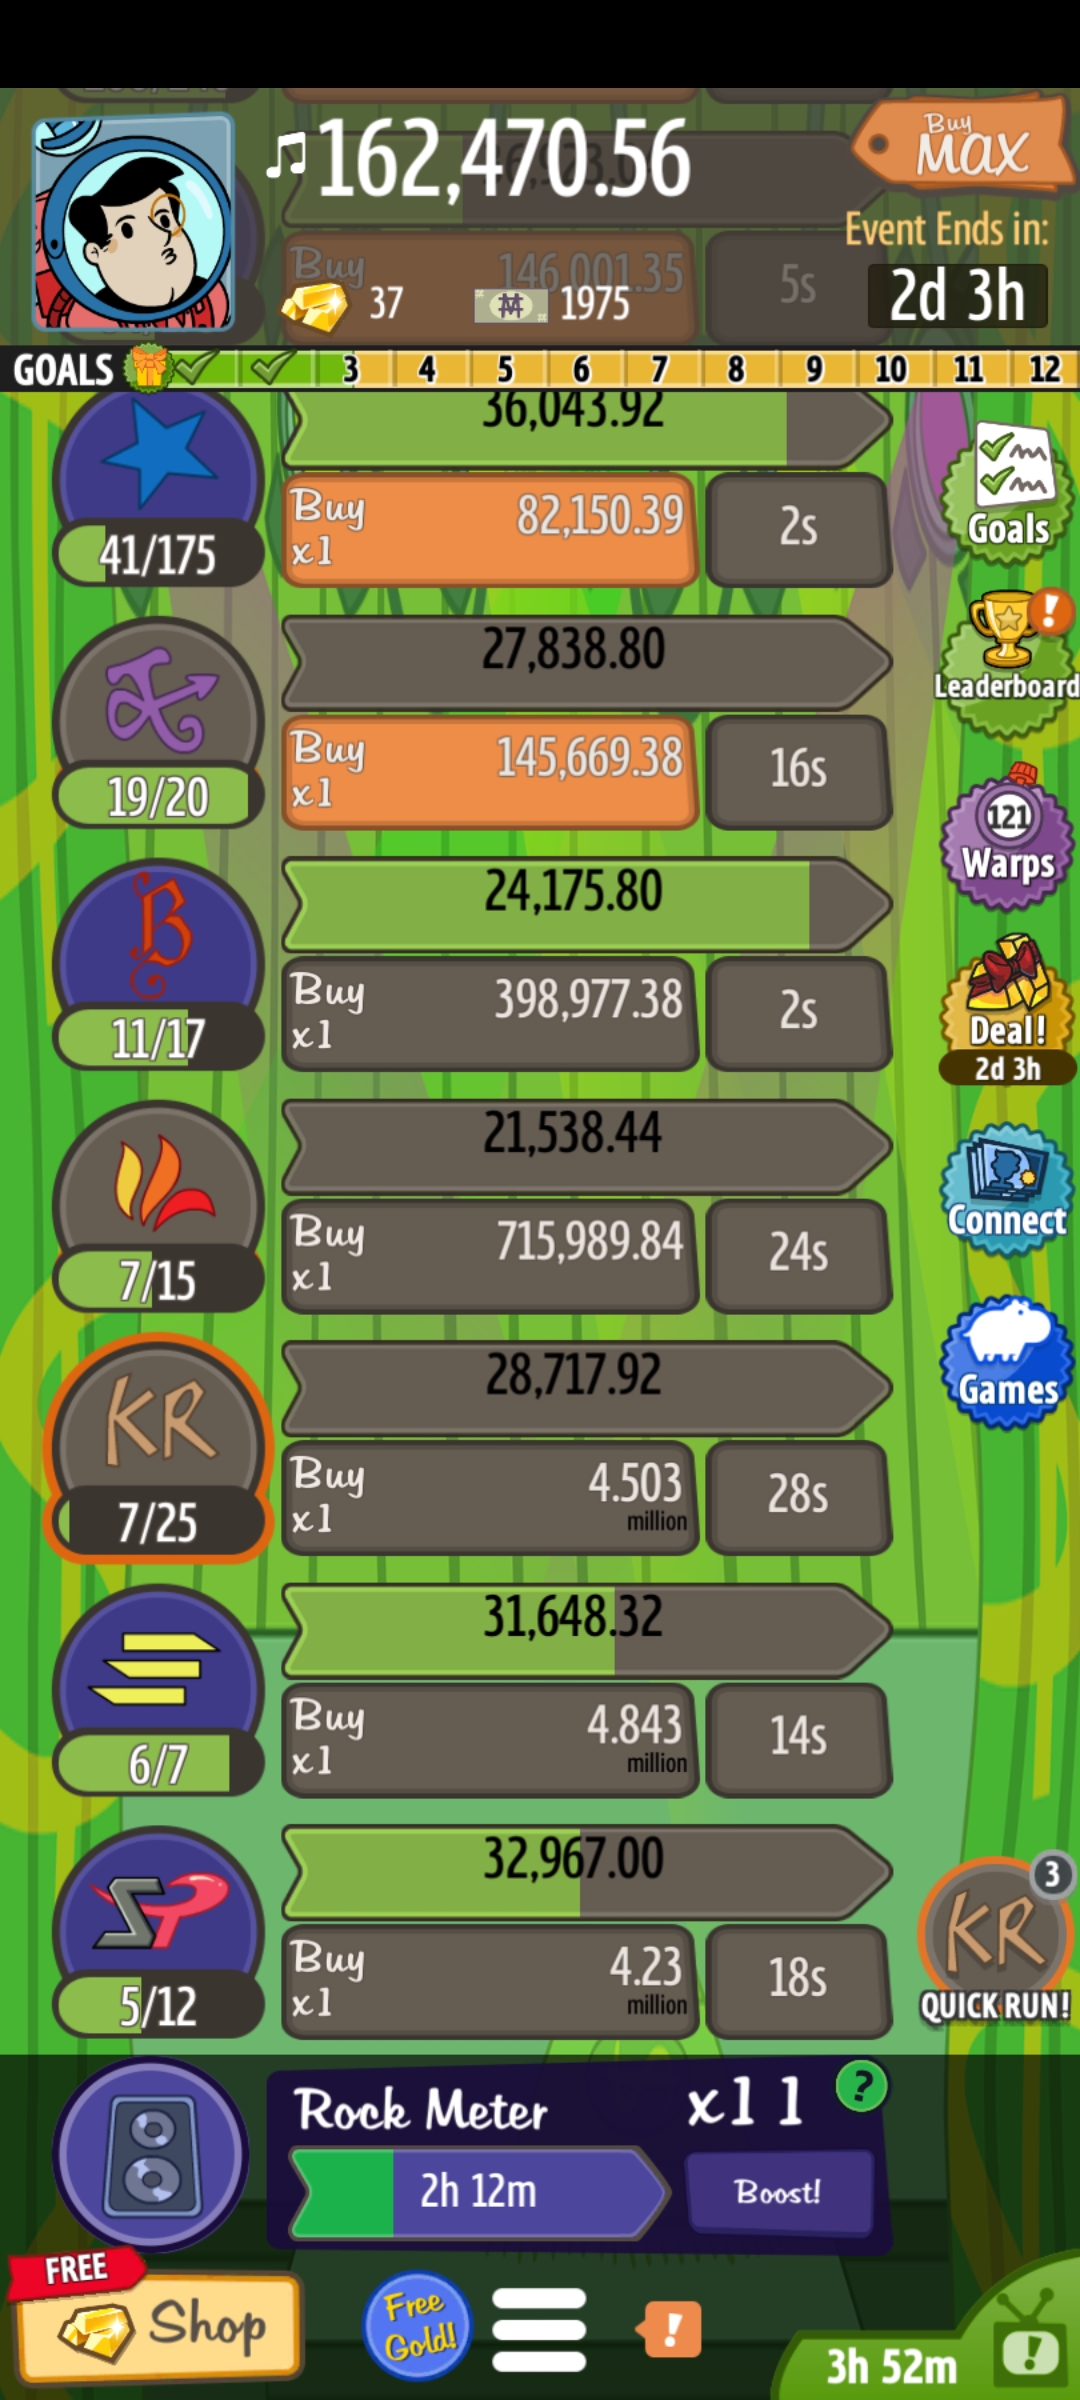 162,470.56
Buy
MAX
Event Ends in:
2d 3h
Buy
146,001.35
5s
37
1975
GOALS
3
4
5
6
7
8
9
10
11
12
36,043.92
Buy
x1
82,150.39
2s
41/175
Goals
27,838.80
Leaderboard
Buy
x1
145,669.38
16s
19/20
121
Warps
24,175.80
B
Buy
x1
398,977.38
2s
11/17
Deal!
2d 3h
21,538.44
Buy
x1
715,989.84
24s
7/15
Connect
28,717.92
Games
KR
Buy
x1
4.503
million
28s
7/25
31,648.32
Buy
x1
4.843
million
14s
6/7
32,967.00
SP
Buy
x1
4.23
million
18s
5/12
3
KR
QUICK RUN!
Rock Meter
x11
?
2h 12m
Boost!
FREE
Shop
Free
Gold!
!
3h 52m
!